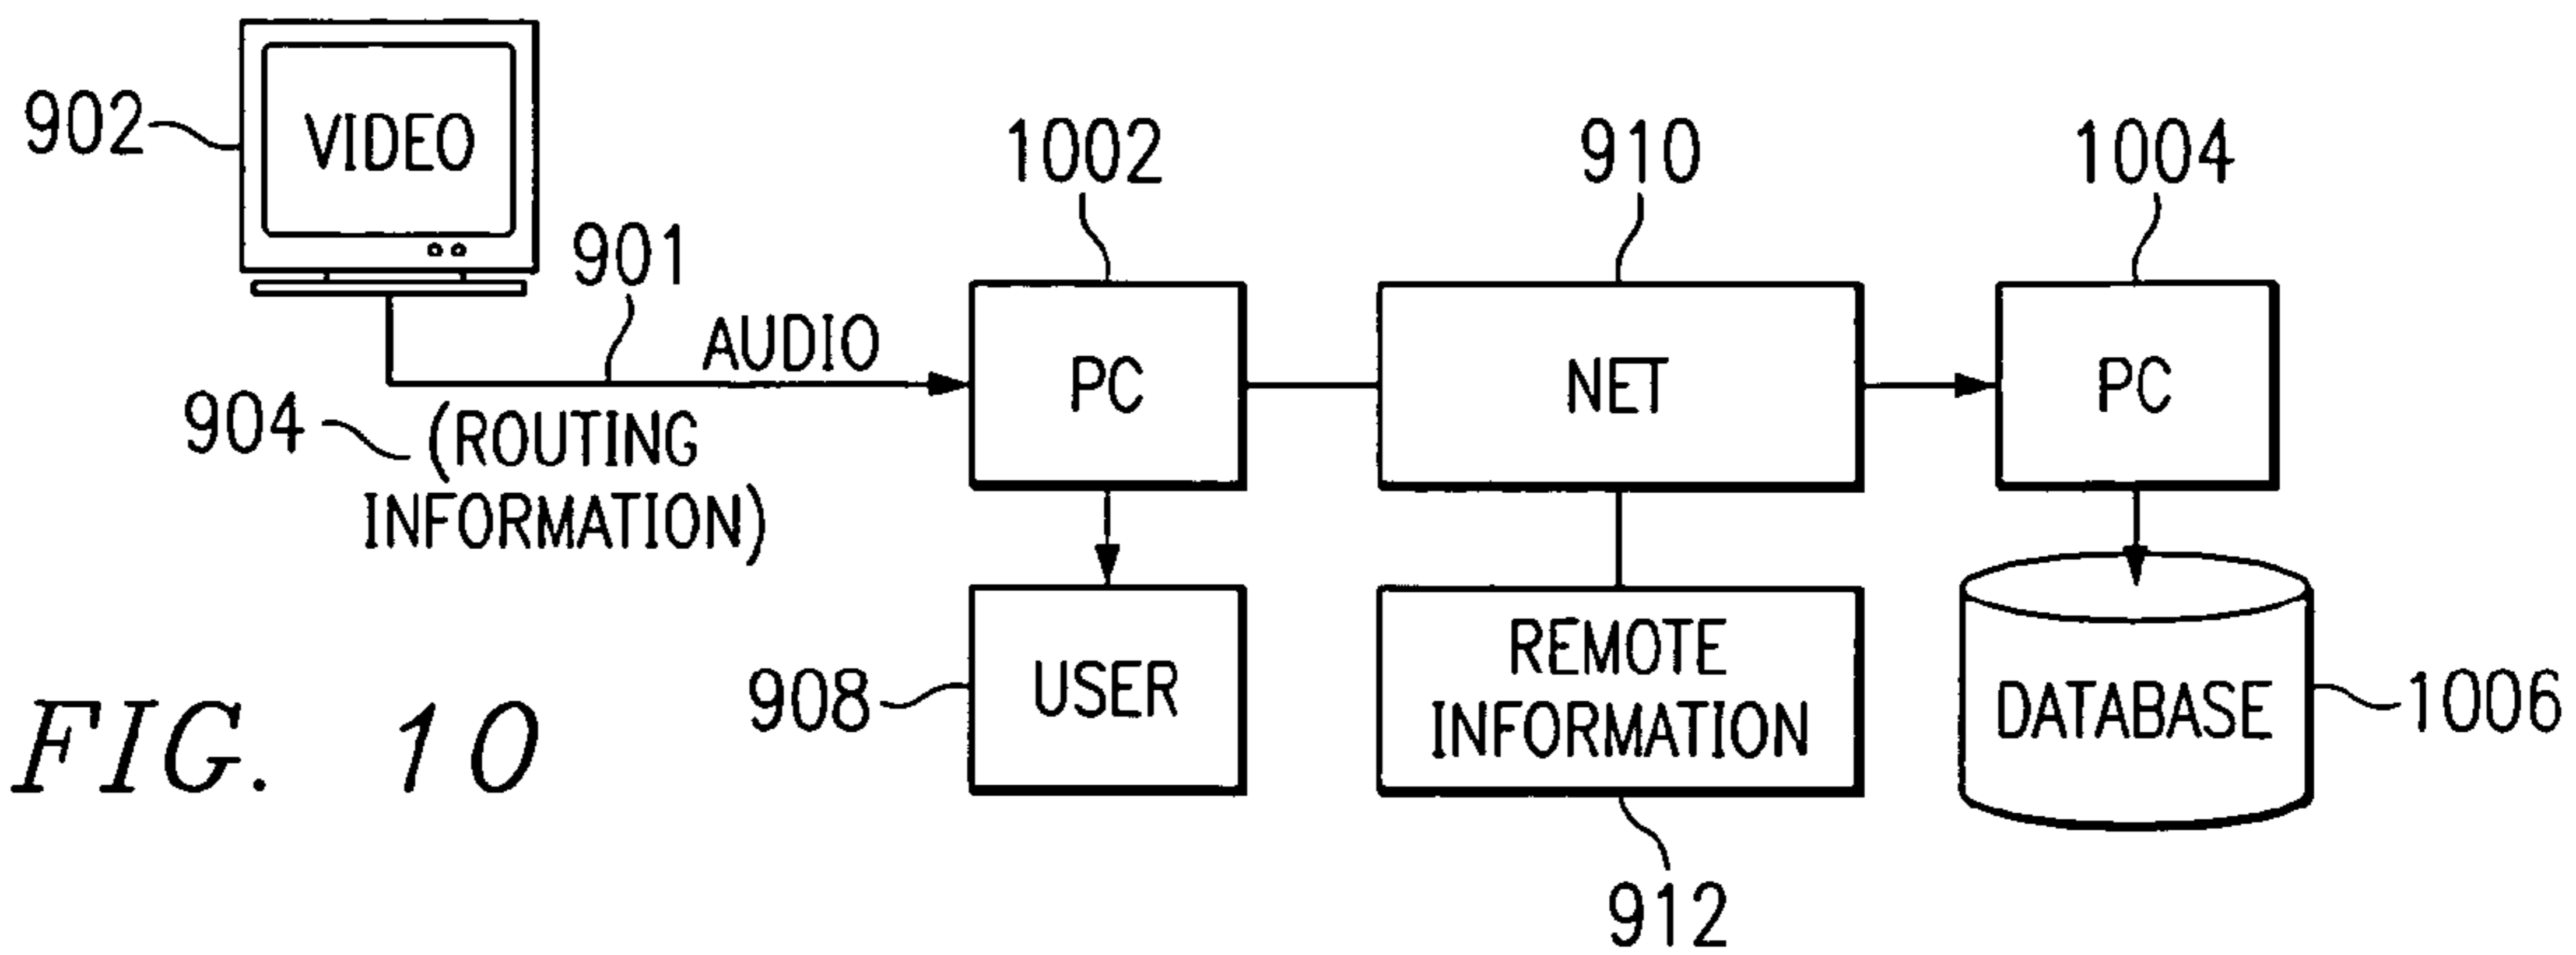 902
VIDEO
1002
910
1004
901
AUDIO
PC
NET
PC
904
(ROUTING
INFORMATION)
908
USER
REMOTE
INFORMATION
DATABASE
1006
912
FIG. 10